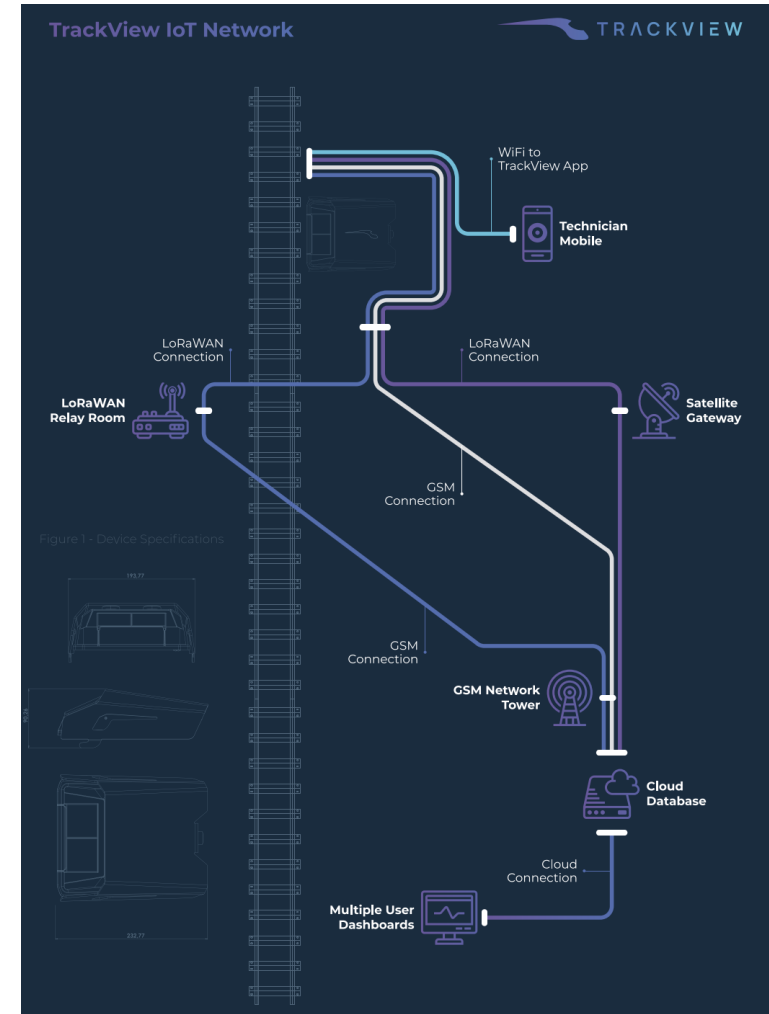 TrackView IoT Network
TRACKVIEW
WiFi to
TrackView App
Technician
Mobile
LoRaWAN
Connection
LoRaWAN
Connection
LoRaWAN
Relay Room
Satellite
Gateway
GSM
Connection
Figure 1 - Device Specifications
193.77
GSM
Connection
GSM Network
Tower
Cloud
Database
Cloud
Connection
Multiple User
Dashboards
232.77